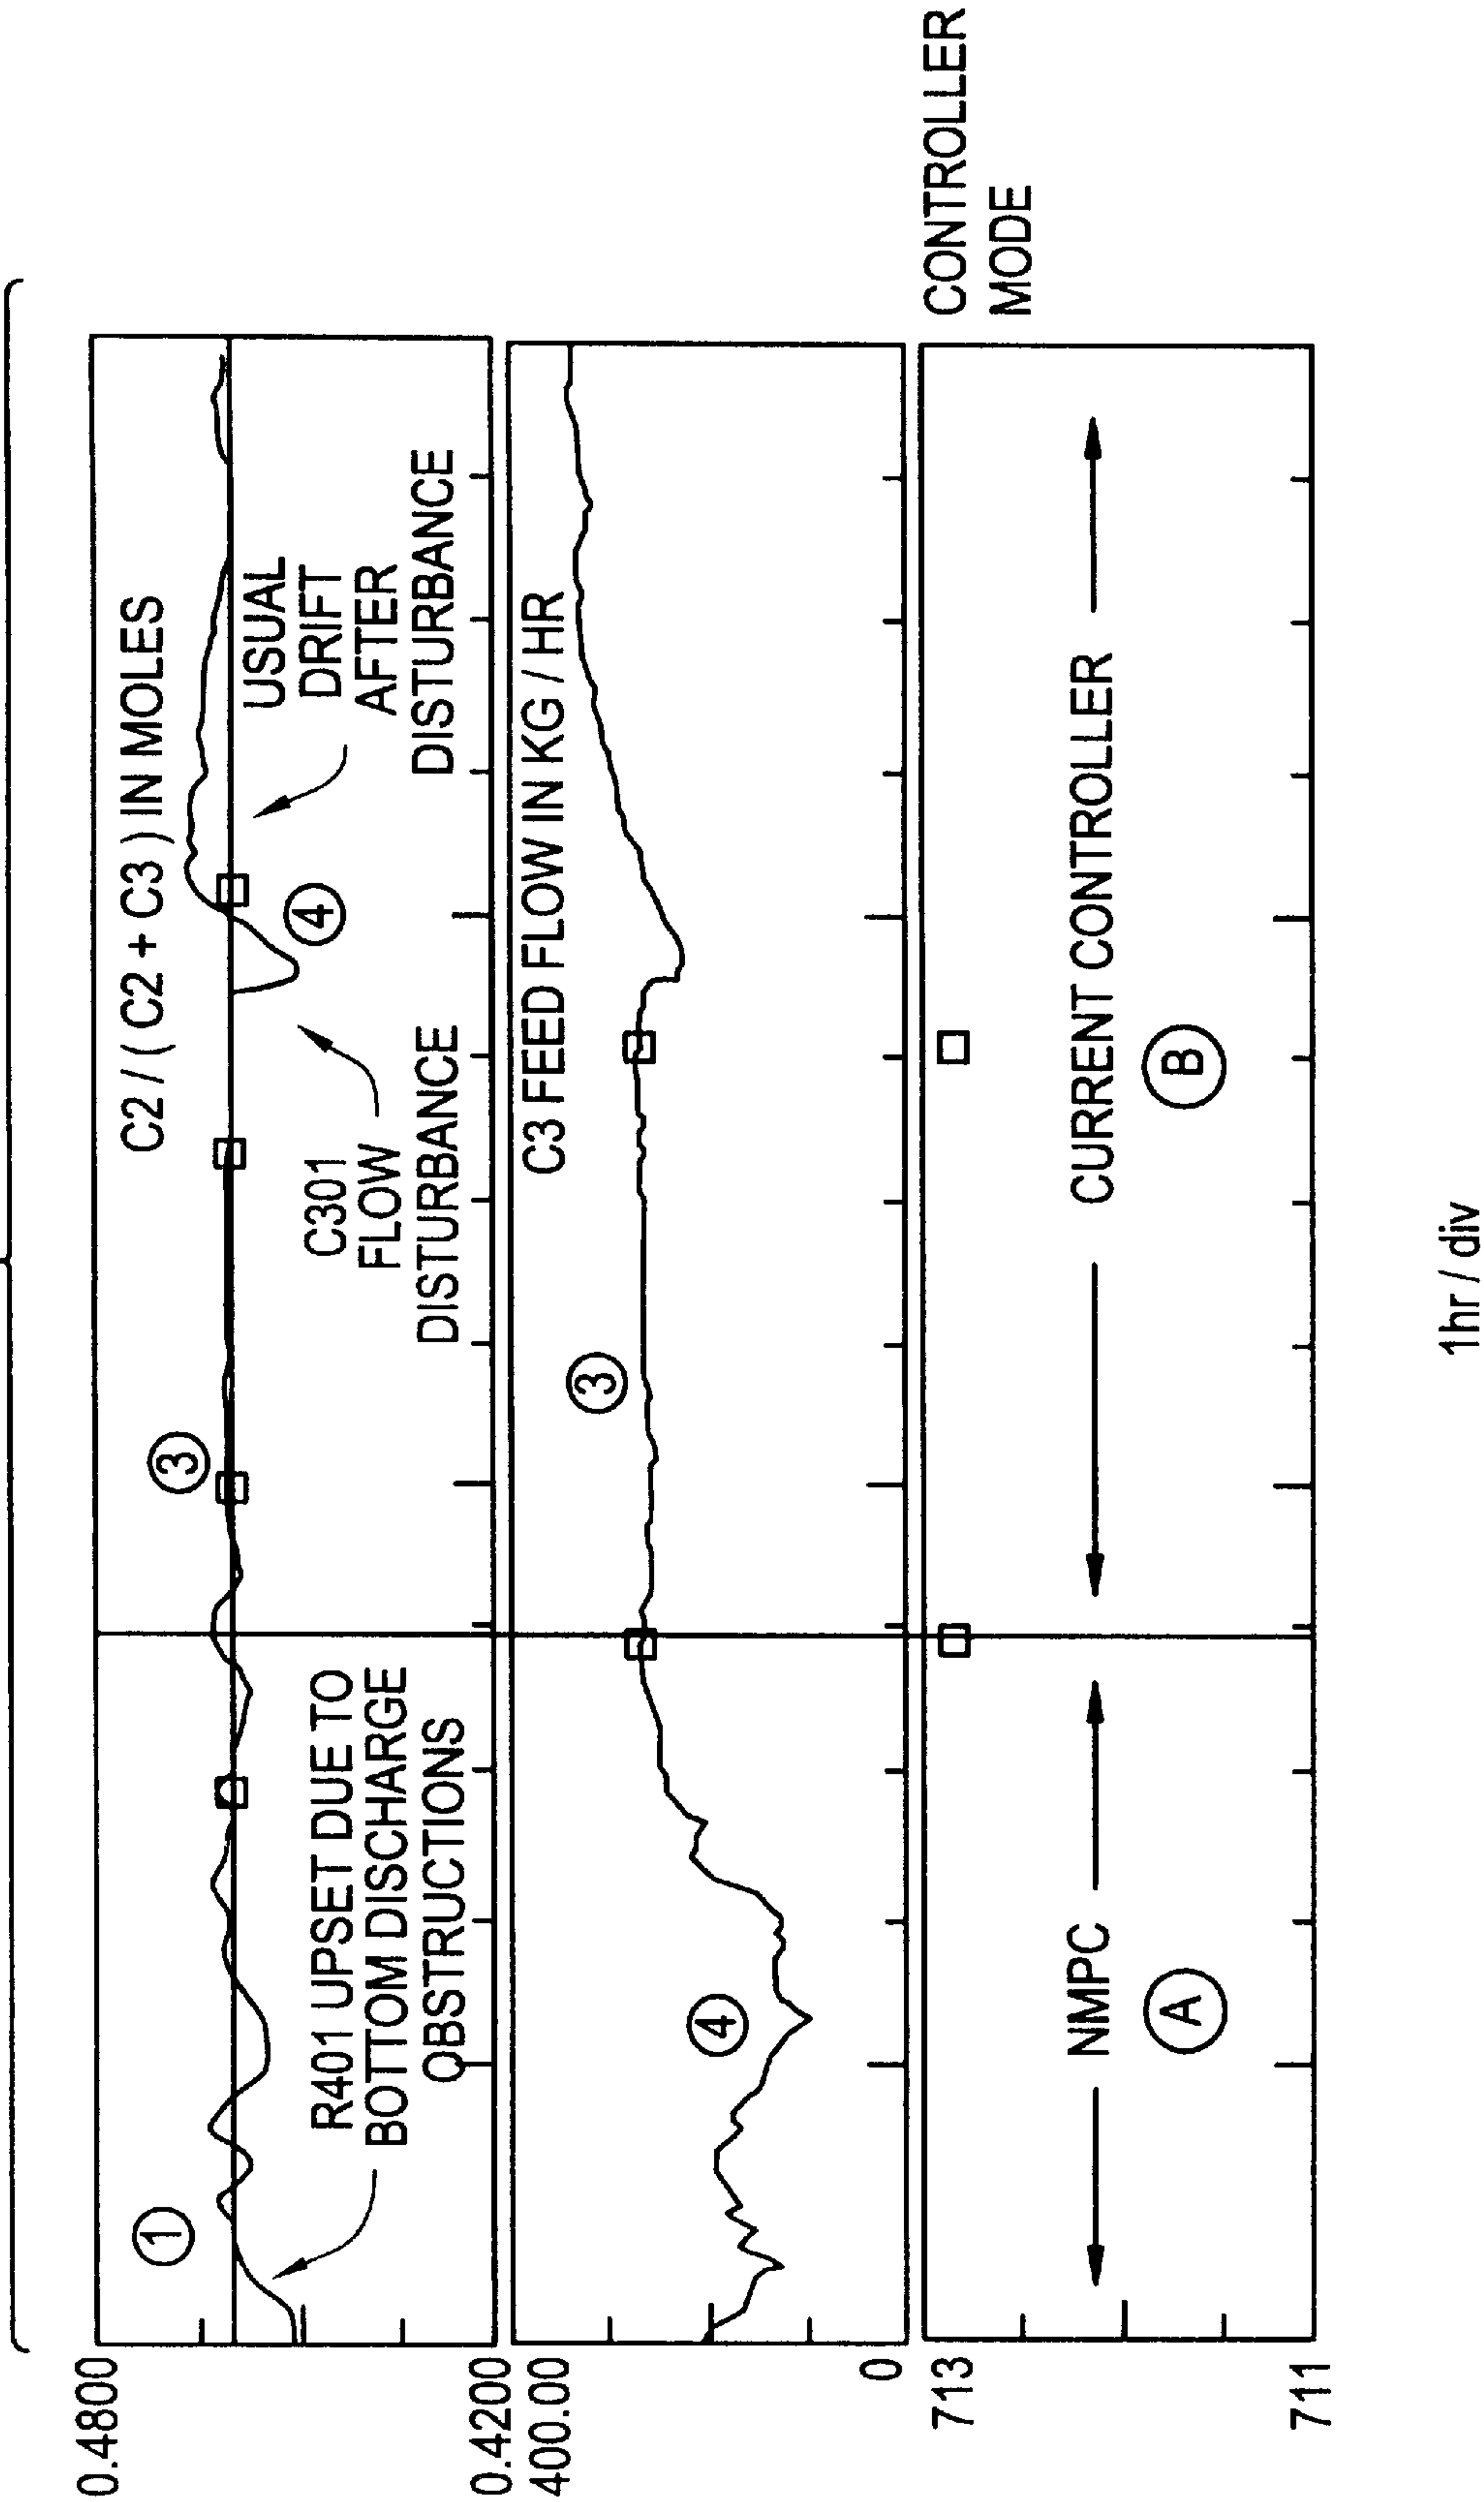 0.4800
0.4200
C2 / ( C2 + C3 ) IN MOLES
1
3
4
R401 UPSET DUE TO
BOTTOM DISCHARGE
OBSTRUCTIONS
C301
FLOW
DISTURBANCE
USUAL
DRIFT
AFTER
DISTURBANCE
400.00
0
C3 FEED FLOW IN KG / HR
4
3
713
711
NMPC
A
CURRENT CONTROLLER
B
CONTROLLER
MODE
1hr / div